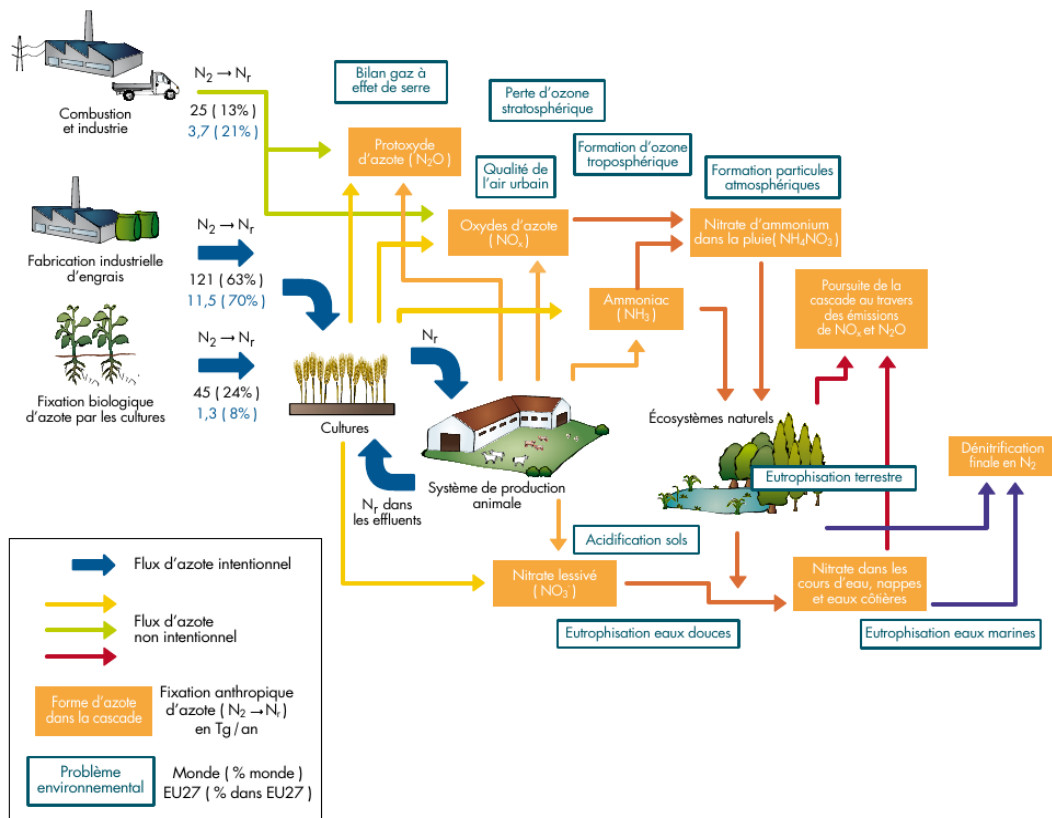 Combustion
et industrie
N₂ → Nᵣ
25 ( 13% )
3,7 ( 21% )
Bilan gaz à
effet de serre
Perte d'ozone
stratosphérique
Protoxyde
d'azote ( N₂O )
Formation d'ozone
troposphérique
Qualité de
l'air urbain
Formation particules
atmosphériques
Fabrication industrielle
d'engrais
N₂ → Nᵣ
121 ( 63% )
11,5 ( 70% )
Oxydes d'azote
( NOₓ )
Nitrate d'ammonium
dans la pluie( NH₄NO₃ )
Ammoniac
( NH₃ )
Poursuite de la
cascade au travers
des émissions
de NOₓ et N₂O
Fixation biologique
d'azote par les cultures
N₂ → Nᵣ
45 ( 24% )
1,3 ( 8% )
Nᵣ
Cultures
Nᵣ dans
les effluents
Système de production
animale
Écosystèmes naturels
Eutrophisation terrestre
Dénitrification
finale en N₂
Acidification sols
Nitrate lessivé
( NO₃⁻ )
Nitrate dans les
cours d'eau, nappes
et eaux côtières
Eutrophisation eaux douces
Eutrophisation eaux marines
Flux d'azote intentionnel
Flux d'azote
non intentionnel
Forme d'azote
dans la cascade
Fixation anthropique
d'azote ( N₂ → Nᵣ )
en Tg / an
Problème
environnemental
Monde ( % monde )
EU27 ( % dans EU27 )